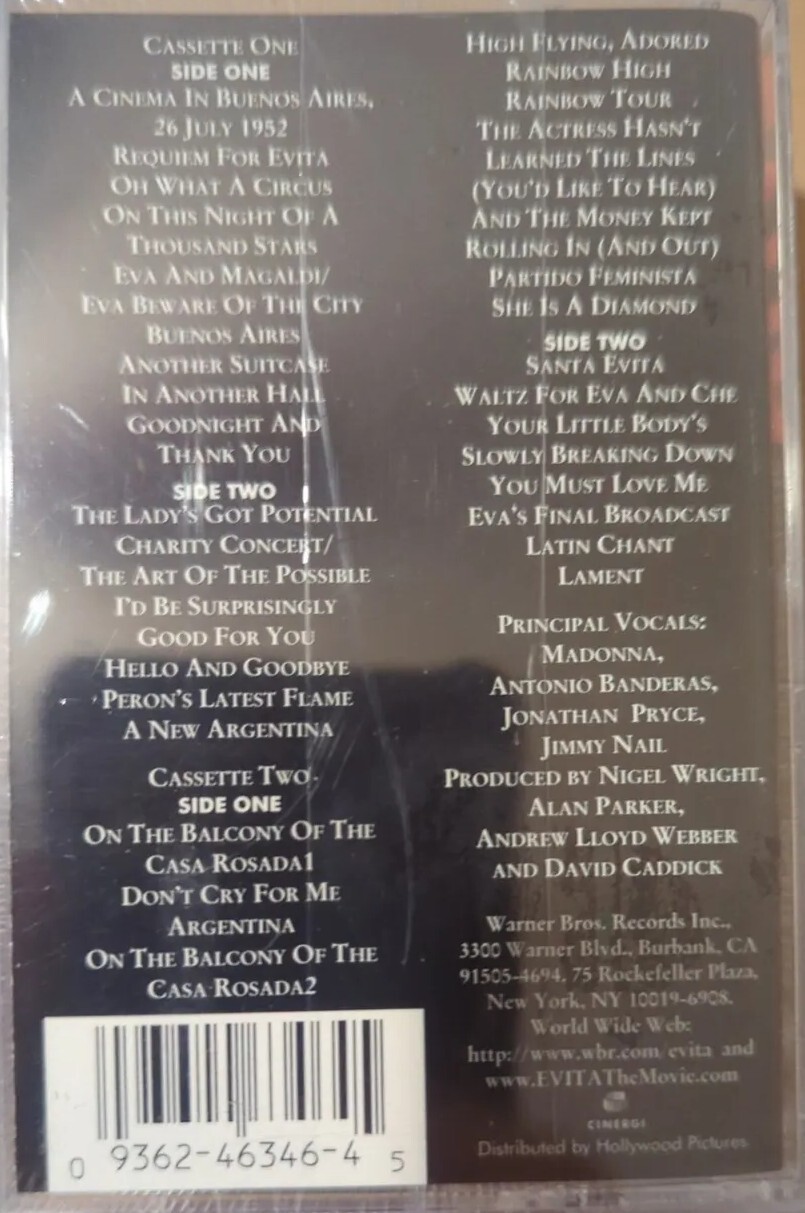 CASSETTE ONE
SIDE ONE
A CINEMA IN BUENOS AIRES,
26 JULY 1952
REQUIEM FOR EVITA
OH WHAT A CIRCUS
ON THIS NIGHT OF A
THOUSAND STARS
EVA AND MAGALDI/
EVA BEWARE OF THE CITY
BUENOS AIRES
ANOTHER SUITCASE
IN ANOTHER HALL
GOODNIGHT AND
THANK YOU
SIDE TWO
THE LADY'S GOT POTENTIAL
CHARITY CONCERT/
THE ART OF THE POSSIBLE
I'D BE SURPRISINGLY
GOOD FOR YOU
HELLO AND GOODBYE
PERON'S LATEST FLAME
A NEW ARGENTINA
CASSETTE TWO
SIDE ONE
ON THE BALCONY OF THE
CASA ROSADA1
DON'T CRY FOR ME
ARGENTINA
ON THE BALCONY OF THE
CASA ROSADA2
0 9362-46346-4 5
HIGH FLYING, ADORED
RAINBOW HIGH
RAINBOW TOUR
THE ACTRESS HASN'T
LEARNED THE LINES
(YOU'D LIKE TO HEAR)
AND THE MONEY KEPT
ROLLING IN (AND OUT)
PARTIDO FEMINISTA
SHE IS A DIAMOND
SIDE TWO
SANTA EVITA
WALTZ FOR EVA AND CHE
YOUR LITTLE BODY'S
SLOWLY BREAKING DOWN
YOU MUST LOVE ME
EVA'S FINAL BROADCAST
LATIN CHANT
LAMENT
PRINCIPAL VOCALS:
MADONNA,
ANTONIO BANDERAS,
JONATHAN PRYCE,
JIMMY NAIL
PRODUCED BY NIGEL WRIGHT,
ALAN PARKER,
ANDREW LLOYD WEBBER
AND DAVID CADDICK
Warner Bros. Records Inc.,
3300 Warner Blvd., Burbank, CA
91505-4694. 75 Rockefeller Plaza,
New York, NY 10019-6908.
World Wide Web:
http://www.wbr.com/evita and
www.EVITATheMovie.com
CINERGI
Distributed by Hollywood Pictures